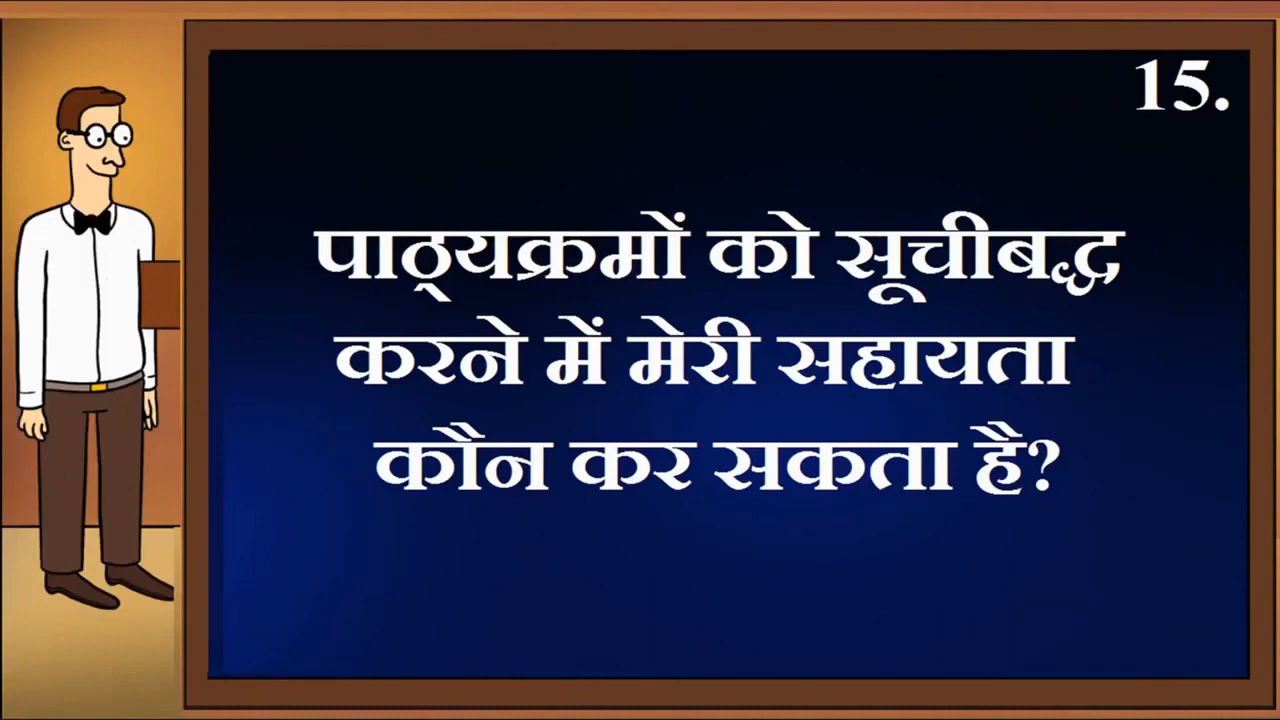 15.
पाठ्यक्रमों को सूचीबद्ध
करने में मेरी सहायता
कौन कर सकता है?